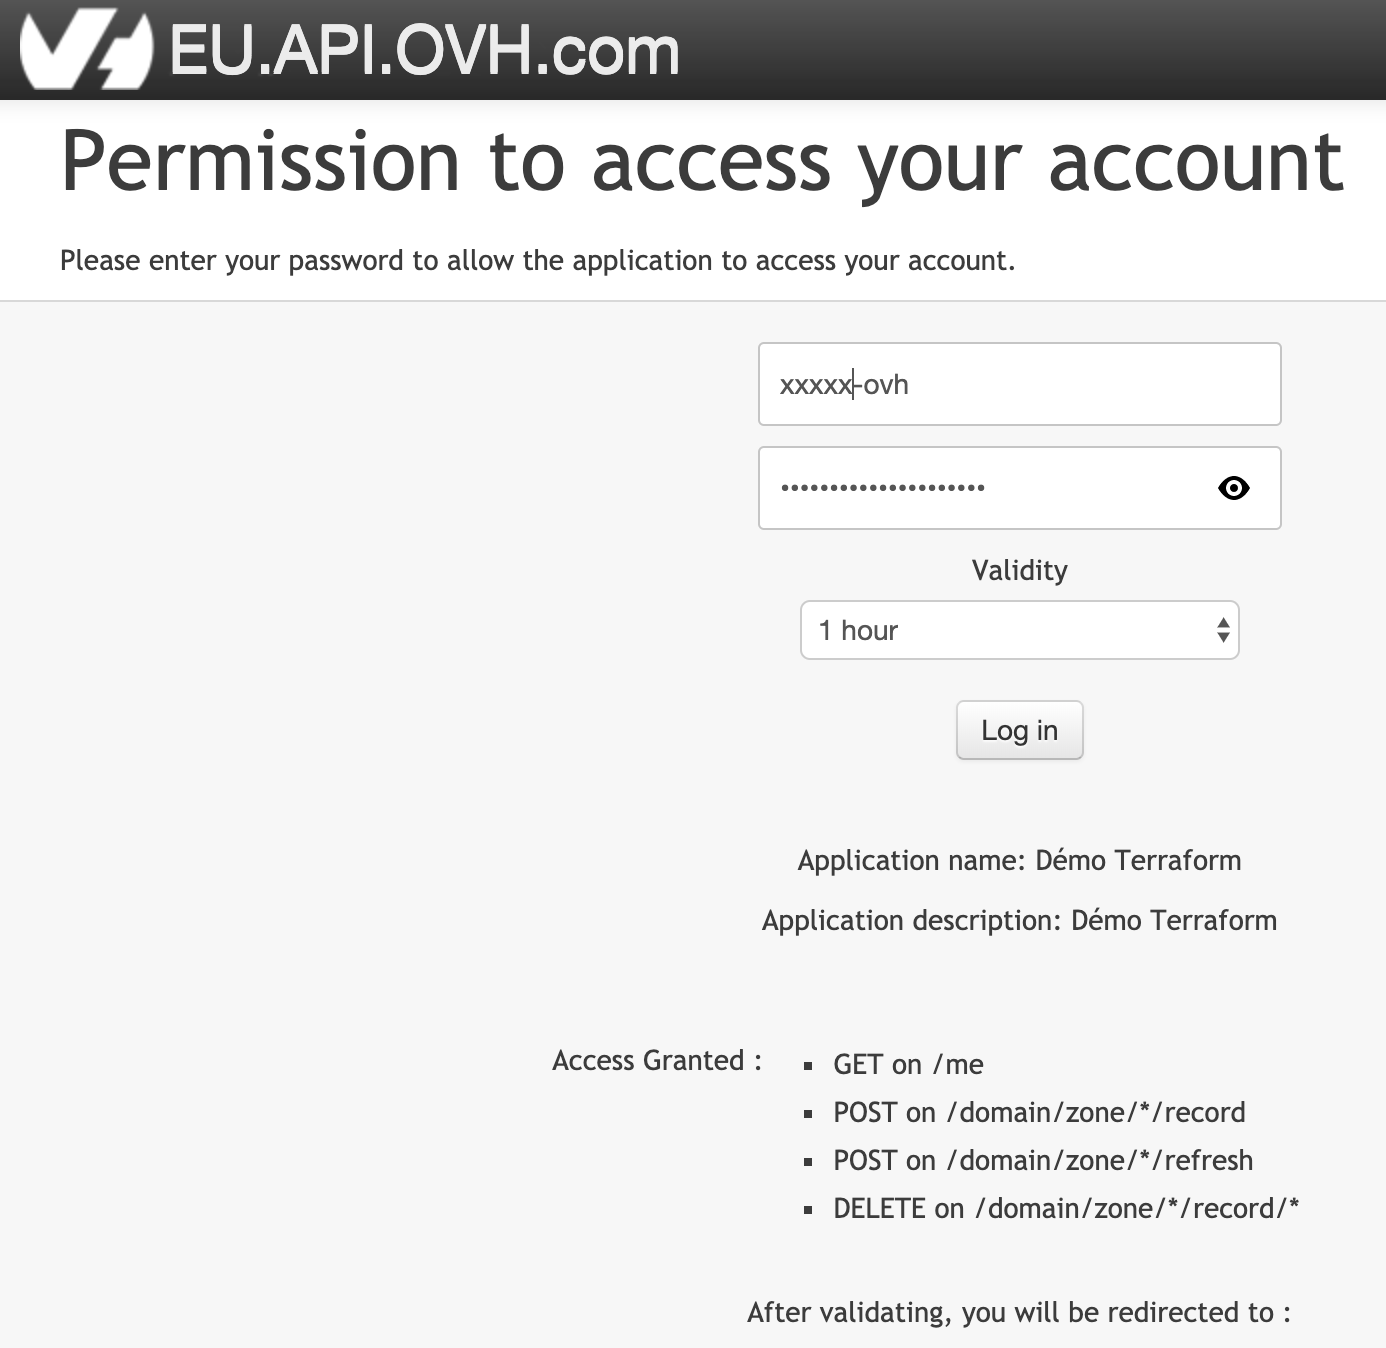 EU.API.OVH.com
Permission to access your account
Please enter your password to allow the application to access your account.
xxxxx-ovh
•••••••••••••••••••••
Validity
1 hour
Log in
Application name: Démo Terraform
Application description: Démo Terraform
Access Granted :
▪ GET on /me
▪ POST on /domain/zone/*/record
▪ POST on /domain/zone/*/refresh
▪ DELETE on /domain/zone/*/record/*
After validating, you will be redirected to :